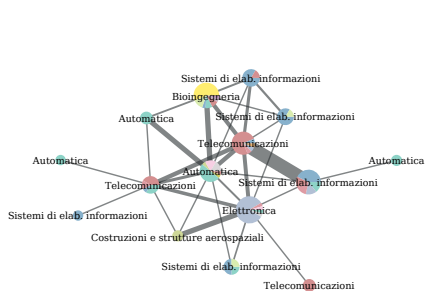 Sistemi di elab. informazioni
Bioingegneria
Automatica
Sistemi di elab. informazioni
Telecomunicazioni
Automatica
Automatica
Automatica
Telecomunicazioni
Sistemi di elab. informazioni
Sistemi di elab. informazioni
Elettronica
Costruzioni e strutture aerospaziali
Sistemi di elab. informazioni
Telecomunicazioni